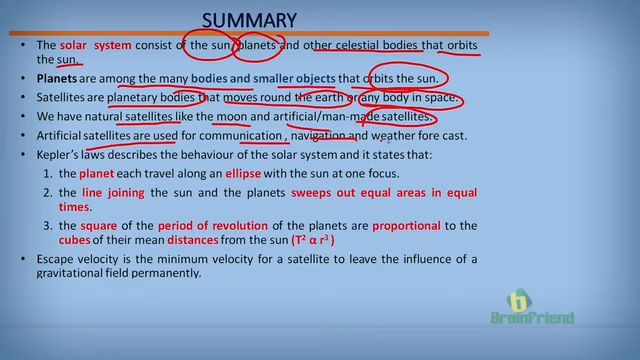 SUMMARY
• The solar system consist of the sun, planets and other celestial bodies that orbits
the sun.
• Planets are among the many bodies and smaller objects that orbits the sun.
• Satellites are planetary bodies that moves round the earth or any body in space.
• We have natural satellites like the moon and artificial/man-made satellites.
• Artificial satellites are used for communication , navigation and weather fore cast.
• Kepler's laws describes the behaviour of the solar system and it states that:
1. the planet each travel along an ellipse with the sun at one focus.
2. the line joining the sun and the planets sweeps out equal areas in equal
times.
3. the square of the period of revolution of the planets are proportional to the
cubes of their mean distances from the sun (T² α r³ )
• Escape velocity is the minimum velocity for a satellite to leave the influence of a
gravitational field permanently.
b
BrainFriend